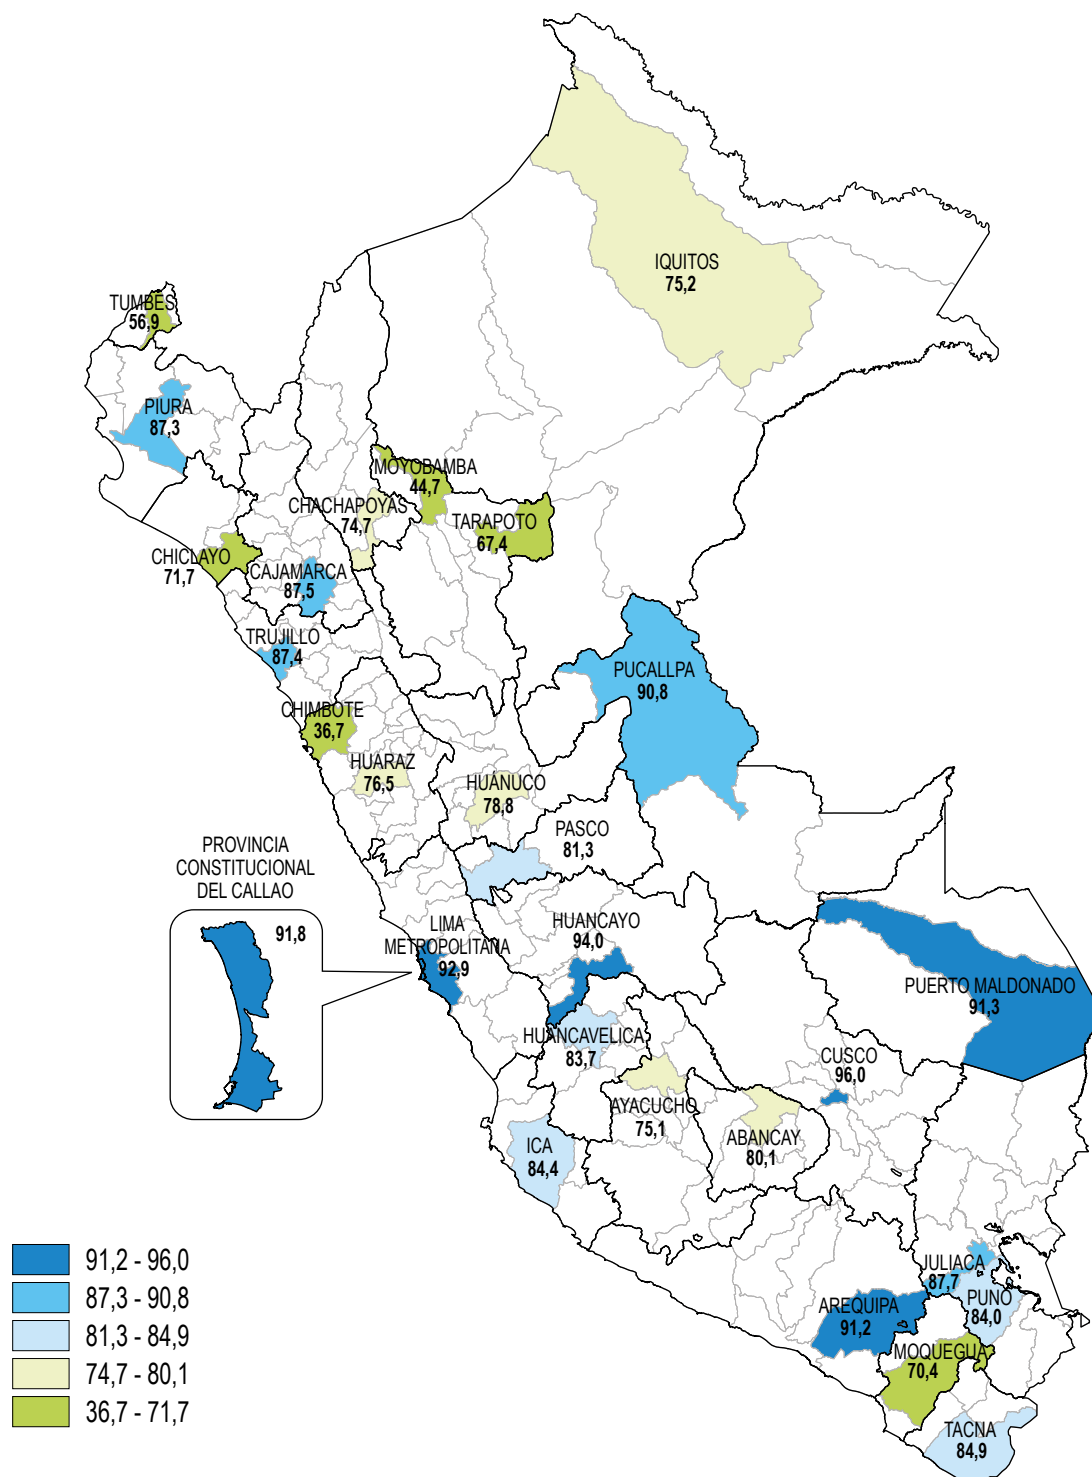 IQUITOS
75,2
TUMBES
56,9
PIURA
87,3
MOYOBAMBA
44,7
CHACHAPOYAS
74,7
TARAPOTO
67,4
CHICLAYO
71,7
CAJAMARCA
87,5
TRUJILLO
87,4
PUCALLPA
90,8
CHIMBOTE
36,7
HUARAZ
76,5
HUÁNUCO
78,8
PASCO
81,3
PROVINCIA
CONSTITUCIONAL
DEL CALLAO
91,8
LIMA
METROPOLITANA
92,9
HUANCAYO
94,0
PUERTO MALDONADO
91,3
HUANCAVELICA
83,7
CUSCO
96,0
AYACUCHO
75,1
ABANCAY
80,1
ICA
84,4
JULIACA
87,7
PUNO
84,0
AREQUIPA
91,2
MOQUEGUA
70,4
TACNA
84,9
91,2 - 96,0
87,3 - 90,8
81,3 - 84,9
74,7 - 80,1
36,7 - 71,7